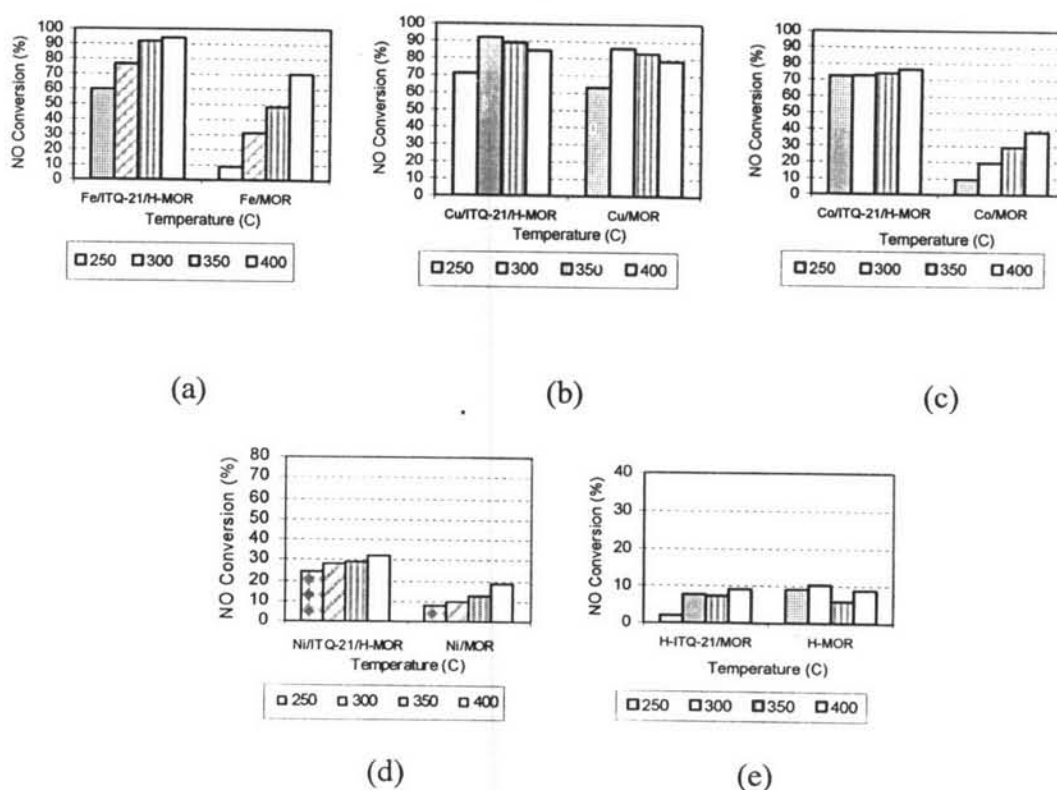 NO Conversion (%)
100
90
80
70
60
50
40
30
20
10
0
Fe/ITQ-21/H-MOR Fe/MOR
Temperature (C)
250 300 350 400
(a)
NO Conversion (%)
100
90
80
70
60
50
40
30
20
10
0
Cu/ITQ-21/H-MOR Cu/MOR
Temperature (C)
250 300 350 400
(b)
NO Conversion (%)
100
90
80
70
60
50
40
30
20
10
0
Co/ITQ-21/H-MOR Co/MOR
Temperature (C)
250 300 350 400
(c)
NO Conversion (%)
80
70
60
50
40
30
20
10
0
Ni/ITQ-21/H-MOR Ni/MOR
Temperature (C)
250 300 350 400
(d)
NO Conversion (%)
40
30
20
10
0
H-ITQ-21/MOR H-MOR
Temperature (C)
250 300 350 400
(e)